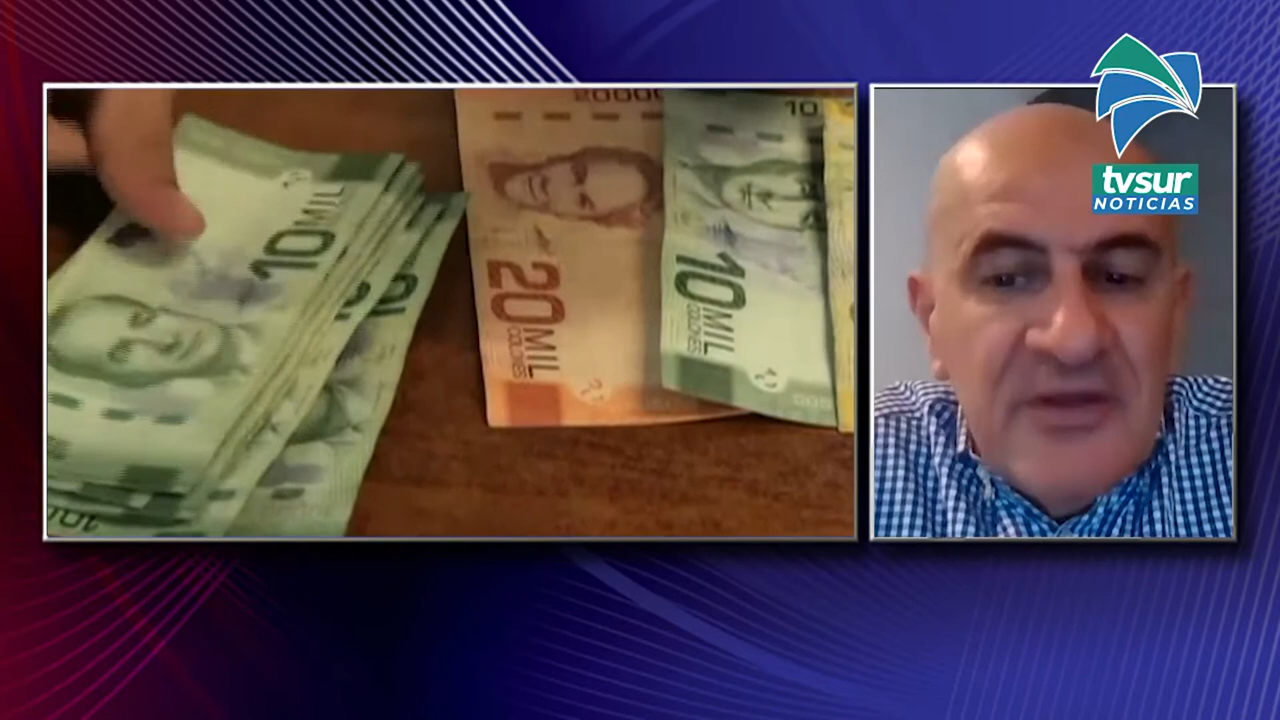 10 MIL
20000
20 MIL
COLONES
10
10 MIL
COLONES
tvsur
NOTICIAS